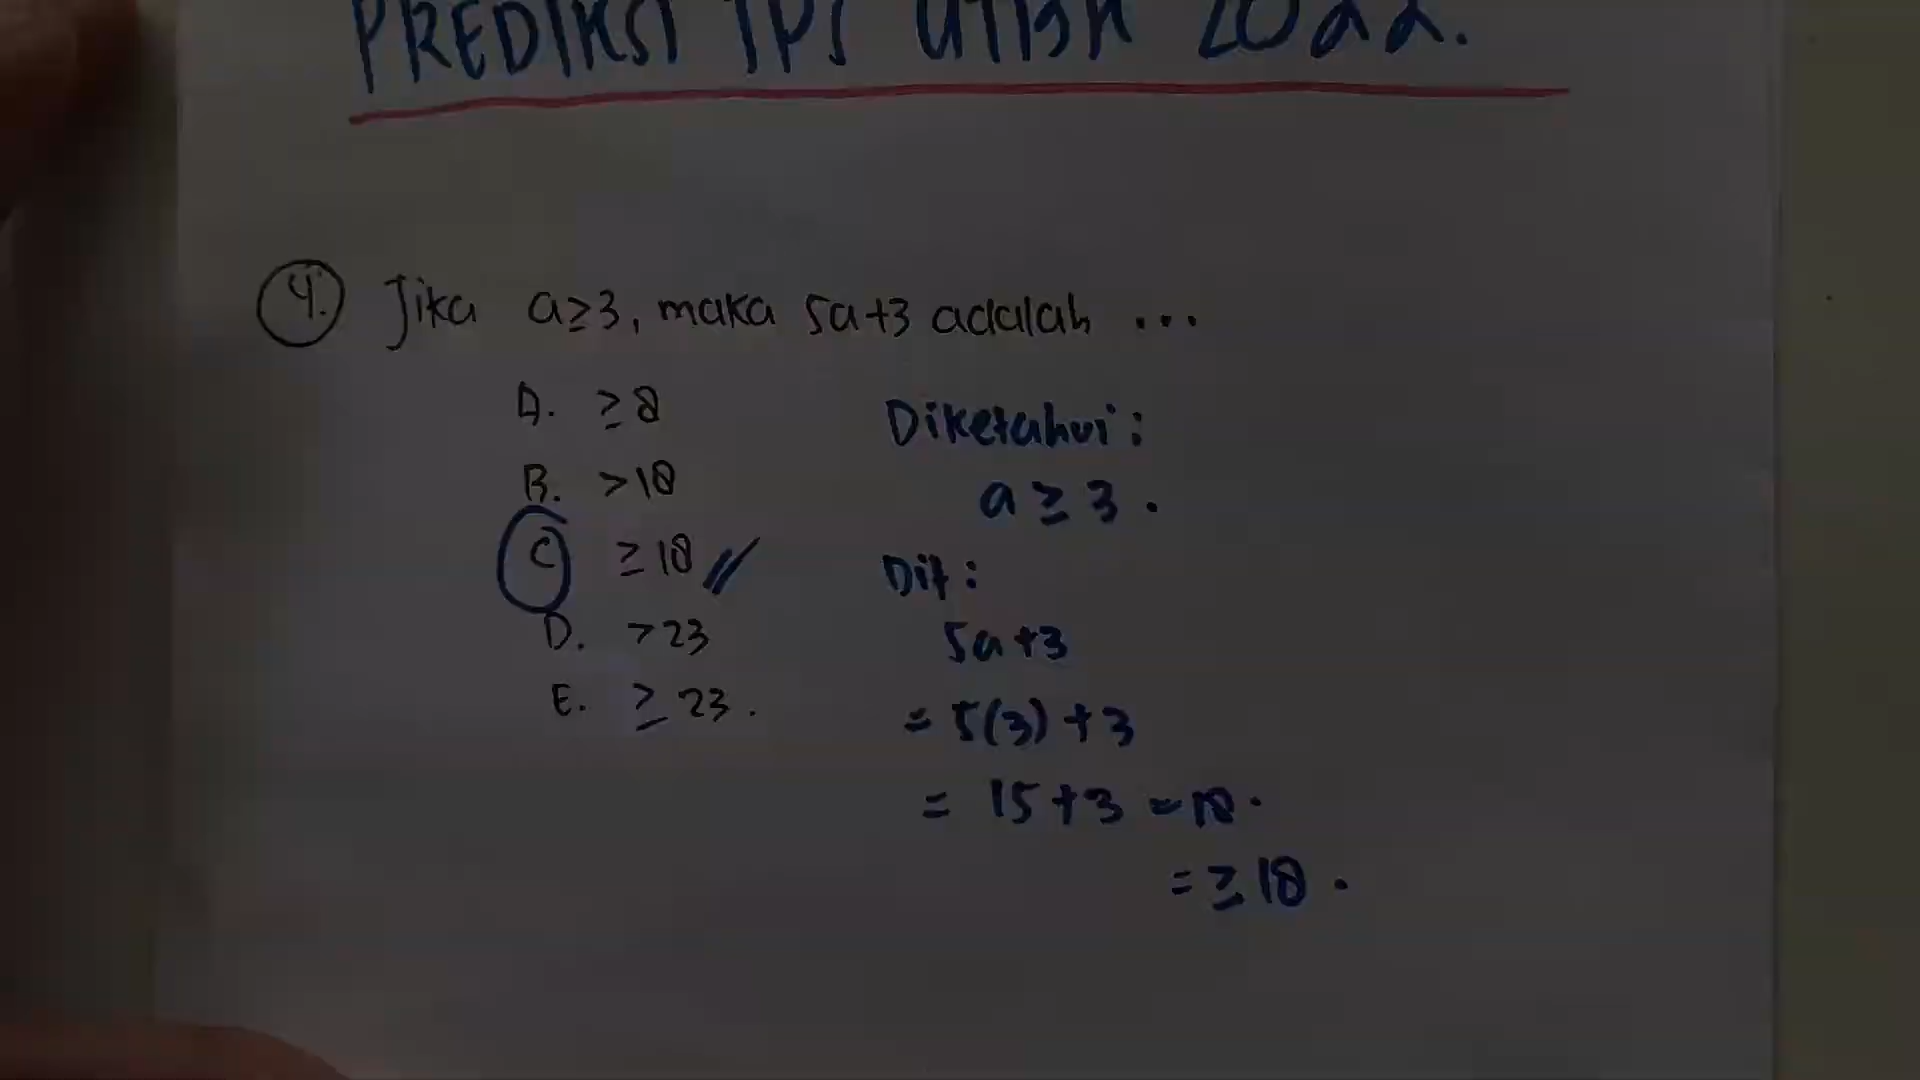 PREDIKSI TPS UTBK 2022.
4. Jika a≥3, maka 5a+3 adalah ...
A. ≥8
B. >18
C ≥18 //
D. >23
E. ≥ 23.
Diketahui:
a ≥ 3.
Dit:
5a+3
= 5(3) + 3
= 15+3 = 18.
= ≥ 18.